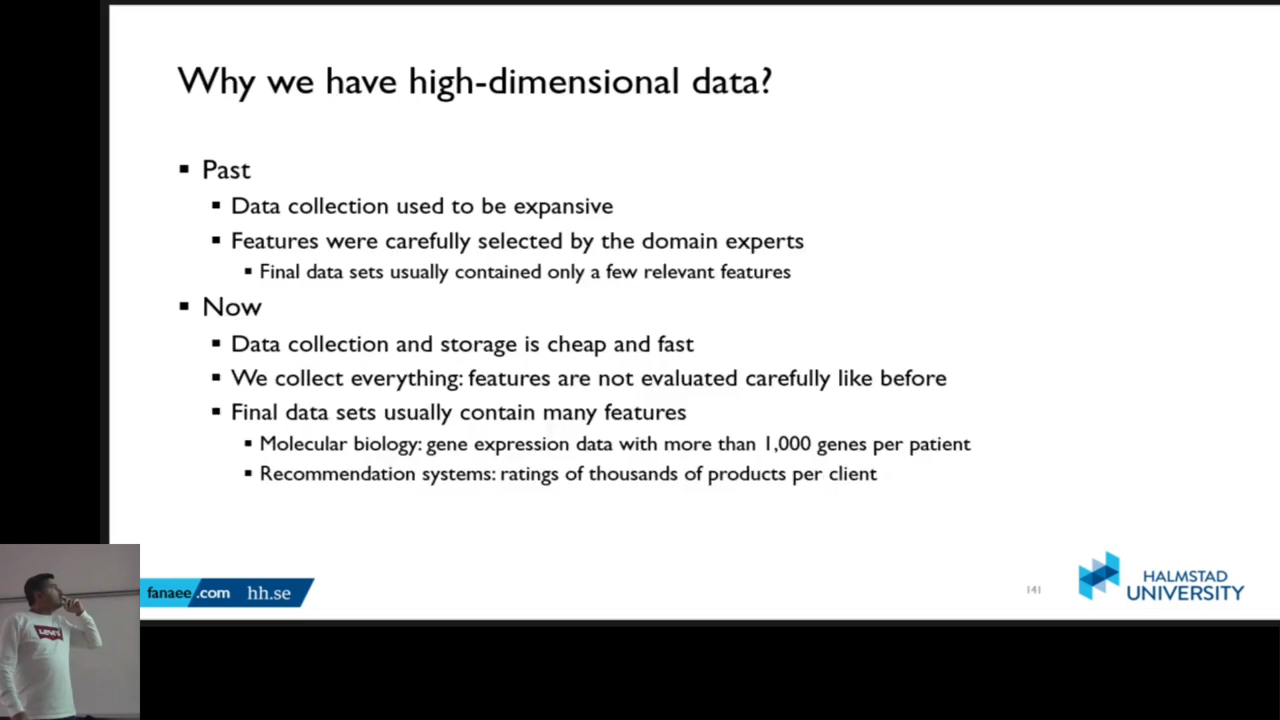 Why we have high-dimensional data?
▪ Past
▪ Data collection used to be expansive
▪ Features were carefully selected by the domain experts
▪ Final data sets usually contained only a few relevant features
▪ Now
▪ Data collection and storage is cheap and fast
▪ We collect everything: features are not evaluated carefully like before
▪ Final data sets usually contain many features
▪ Molecular biology: gene expression data with more than 1,000 genes per patient
▪ Recommendation systems: ratings of thousands of products per client
Levi's
fanaee.com hh.se
141
HALMSTAD
UNIVERSITY